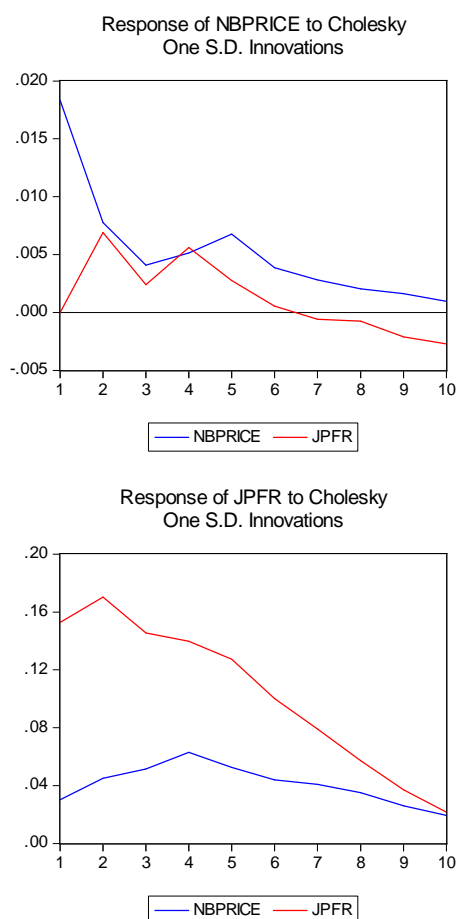 Response of NBPRICE to Cholesky
One S.D. Innovations
.020
.015
.010
.005
.000
-.005
1 2 3 4 5 6 7 8 9 10
NBPRICE JPFR
Response of JPFR to Cholesky
One S.D. Innovations
.20
.16
.12
.08
.04
.00
1 2 3 4 5 6 7 8 9 10
NBPRICE JPFR